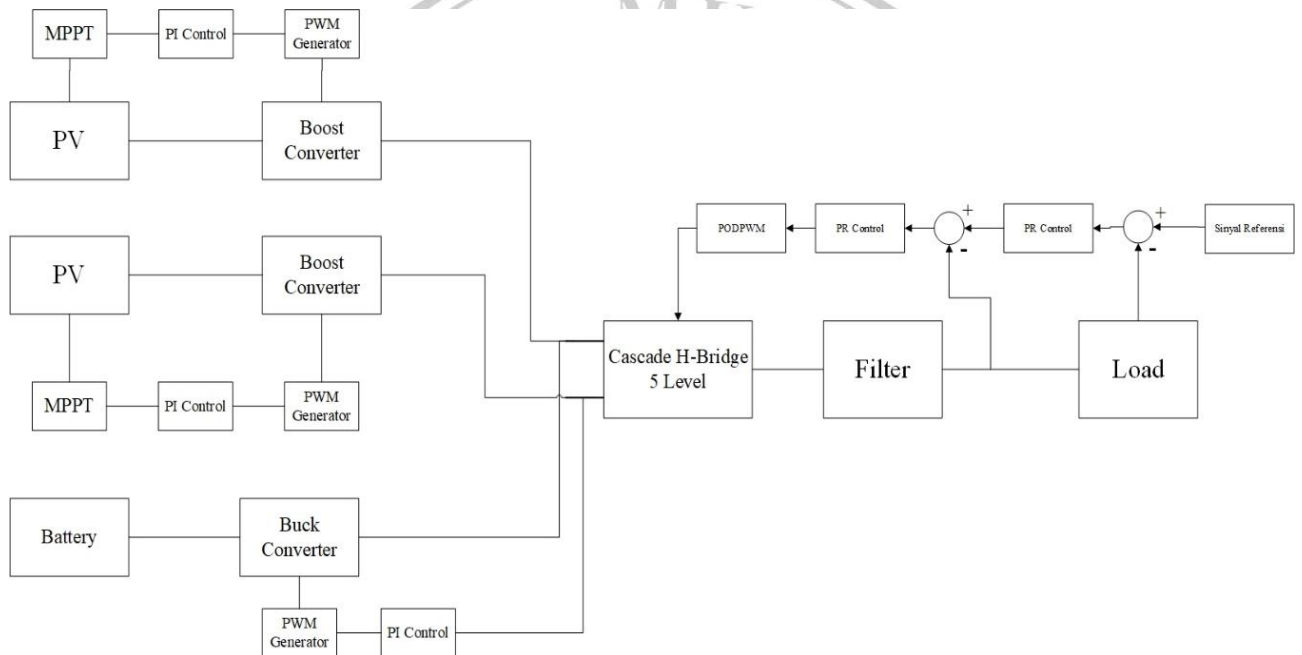 MPPT
PI Control
PWM
Generator
PV
Boost
Converter
PV
Boost
Converter
MPPT
PI Control
PWM
Generator
PODPWM
PR Control
+
-
PR Control
+
-
Sinyal Referensi
Cascade H-Bridge
5 Level
Filter
Load
Battery
Buck
Converter
PWM
Generator
PI Control